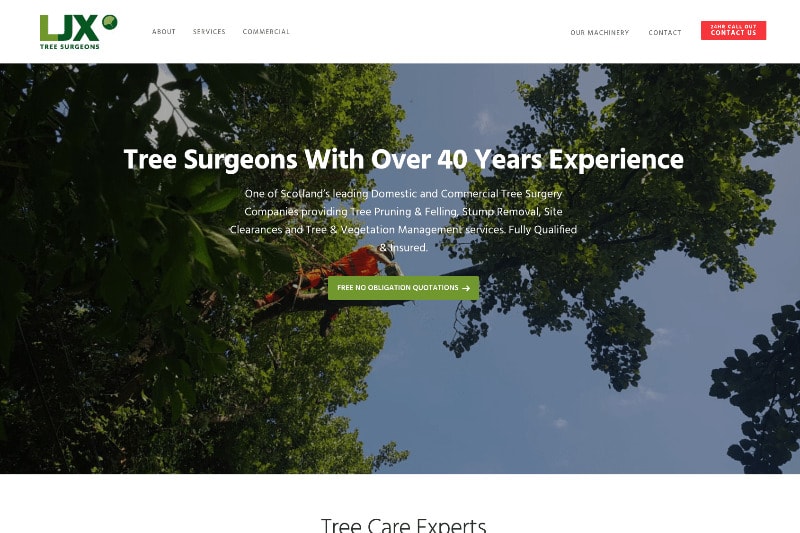 LJX
TREE SURGEONS
ABOUT
SERVICES
COMMERCIAL
OUR MACHINERY
CONTACT
24HR CALL OUT
CONTACT US
Tree Surgeons With Over 40 Years Experience
One of Scotland's leading Domestic and Commercial Tree Surgery
Companies providing Tree Pruning & Felling, Stump Removal, Site
Clearances and Tree & Vegetation Management services. Fully Qualified
& Insured.
FREE NO OBLIGATION QUOTATIONS →
Tree Care Experts